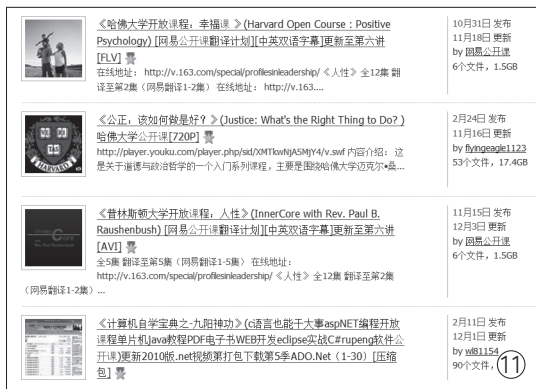 《哈佛大学开放课程：幸福课 》(Harvard Open Course : Positive
Psychology) [网易公开课翻译计划][中英双语字幕]更新至第六讲
[FLV]
在线地址： http://v.163.com/special/profilesinleadership/《人性》 全12集 翻
译至第2集（网易翻译1-2集） 在线地址： http://v.163....
10月31日 发布
11月18日 更新
by 网易公开课
6个文件，1.5GB
《公正：该如何做是好？》(Justice: What's the Right Thing to Do? )
哈佛大学公开课[720P]
http://player.youku.com/player.php/sid/XMTkwNjA5MjY4/v.swf 内容介绍： 这
是关于道德与政治哲学的一个入门系列课程，主要是围绕哈佛大学迈克尔•桑...
2月24日 发布
11月16日 更新
by flyingeagle1123
53个文件，17.4GB
HARVARD
《普林斯顿大学开放课程：人性》(InnerCore with Rev. Paul B.
Raushenbush) [网易公开课翻译计划][中英双语字幕]更新至第六讲
[AVI]
全5集 翻译至第5集（网易翻译1-5集） 在线地址：
http://v.163.com/special/profilesinleadership/《人性》 全12集 翻译至第2集
（网易翻译1-2集）...
11月15日 发布
12月3日 更新
by 网易公开课
6个文件，1.5GB
Core
《计算机自学宝典之-九阳神功》(c语言也能干大事aspNET编程开放
课程单片机java教程PDF电子书WEB开发eclipse实战C#rupeng软件公
开课)更新2010版.net视频第打包下载第5季ADO.Net（1-30）[压缩
包]
2月11日 发布
12月1日 更新
by wl81154
90个文件，
11